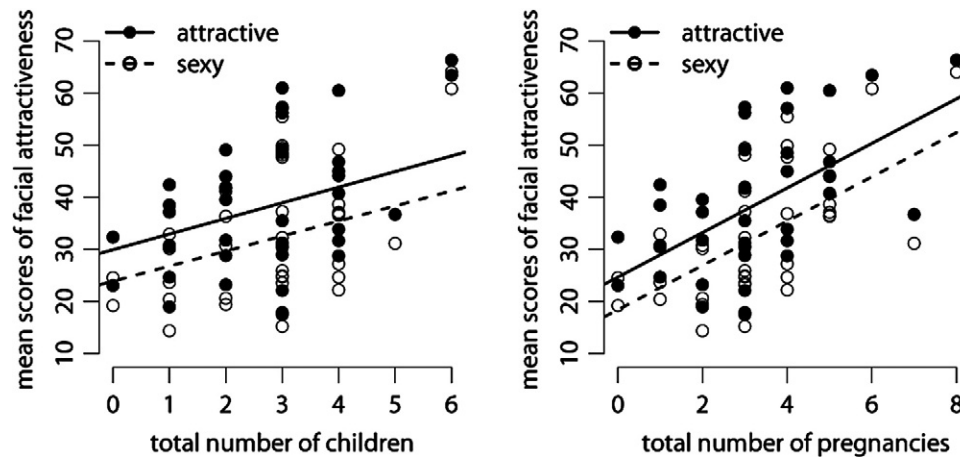 attractive
sexy
mean scores of facial attractiveness
70
60
50
40
30
20
10
0 1 2 3 4 5 6
total number of children
attractive
sexy
mean scores of facial attractiveness
70
60
50
40
30
20
10
0 2 4 6 8
total number of pregnancies